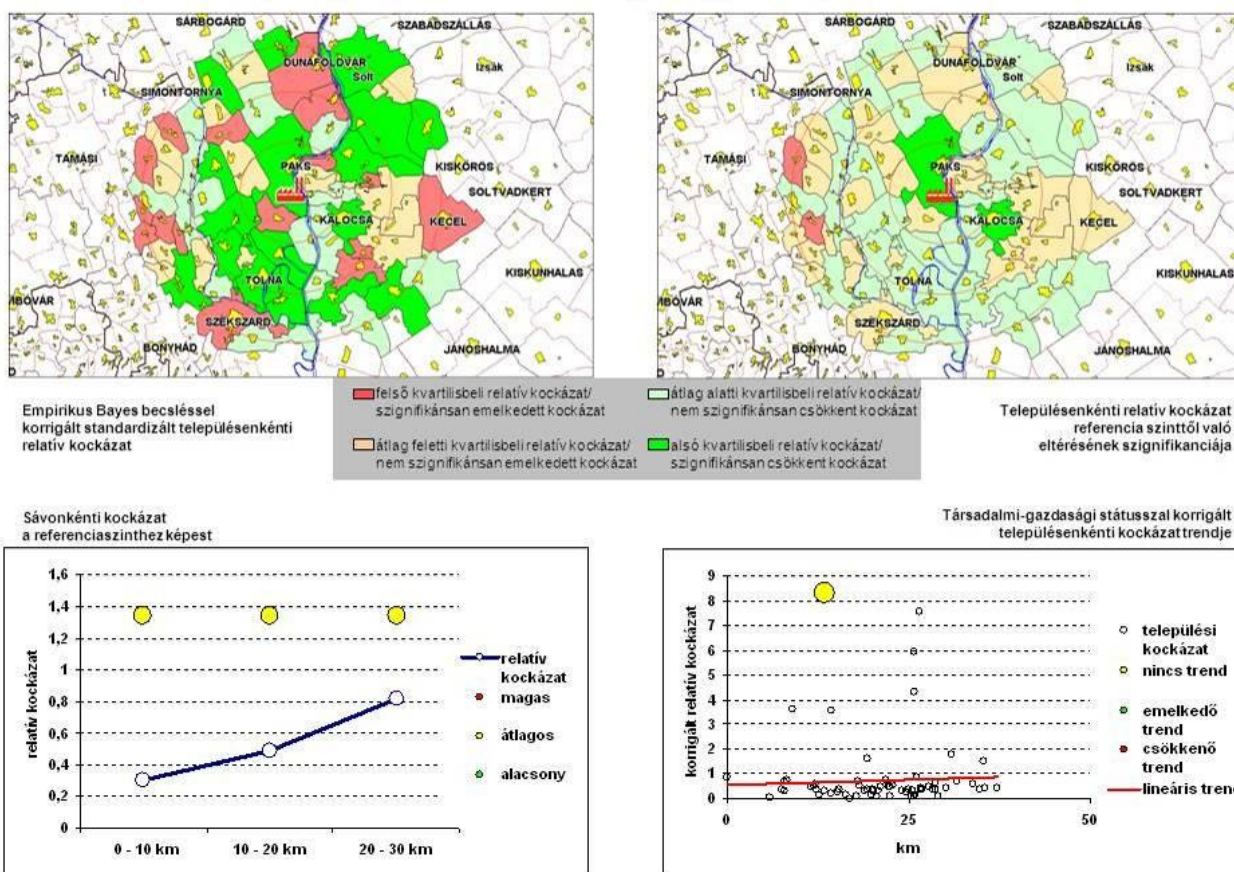 SÁRBOGÁRD
SZABADSZÁLLÁS
DUNAFÖLDVÁR
Izsák
Solt
SIMONTORNYA
TAMÁSI
PAKS
KISKŐRÖS
SOLTVADKERT
KALOCSA
KECEL
TOLNA
KISKUNHALAS
MBÓVÁR
SZEKSZÁRD
BONYHÁD
JÁNOSHALMA
SÁRBOGÁRD
SZABADSZÁLLÁS
DUNAFÖLDVÁR
Izsák
Solt
SIMONTORNYA
TAMÁSI
PAKS
KISKŐRÖS
SOLTVADKERT
KALOCSA
KECEL
TOLNA
KISKUNHALAS
MBÓVÁR
SZEKSZÁRD
BONYHÁD
JÁNOSHALMA
Empirikus Bayes becsléssel
korrigált standardizált településenkénti
relatív kockázat
felső kvartilisbeli relatív kockázat/
szignifikánsan emelkedett kockázat
átlag alatti kvartilisbeli relatív kockázat/
nem szignifikánsan csökkent kockázat
átlag feletti kvartilisbeli relatív kockázat/
nem szignifikánsan emelkedett kockázat
alsó kvartilisbeli relatív kockázat/
szignifikánsan csökkent kockázat
Településenkénti relatív kockázat
referencia szinttől való
eltérésének szignifikanciája
Sávonkénti kockázat
a referenciaszinthez képest
relatív kockázat
1,6
1,4
1,2
1
0,8
0,6
0,4
0,2
0
0 - 10 km
10 - 20 km
20 - 30 km
relatív
kockázat
magas
átlagos
alacsony
Társadalmi-gazdasági státusszal korrigált
településenkénti kockázat trendje
korrigált relatív kockázat
9
8
7
6
5
4
3
2
1
0
0
25
50
km
települési
kockázat
nincs trend
emelkedő
trend
csökkenő
trend
lineáris trend